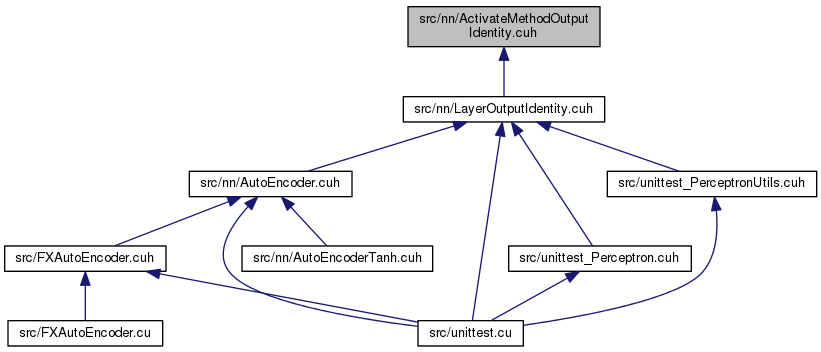 src/nn/ActivateMethodOutput
Identity.cuh
src/nn/LayerOutputIdentity.cuh
src/nn/AutoEncoder.cuh
src/unittest_PerceptronUtils.cuh
src/FXAutoEncoder.cuh
src/nn/AutoEncoderTanh.cuh
src/unittest_Perceptron.cuh
src/FXAutoEncoder.cu
src/unittest.cu